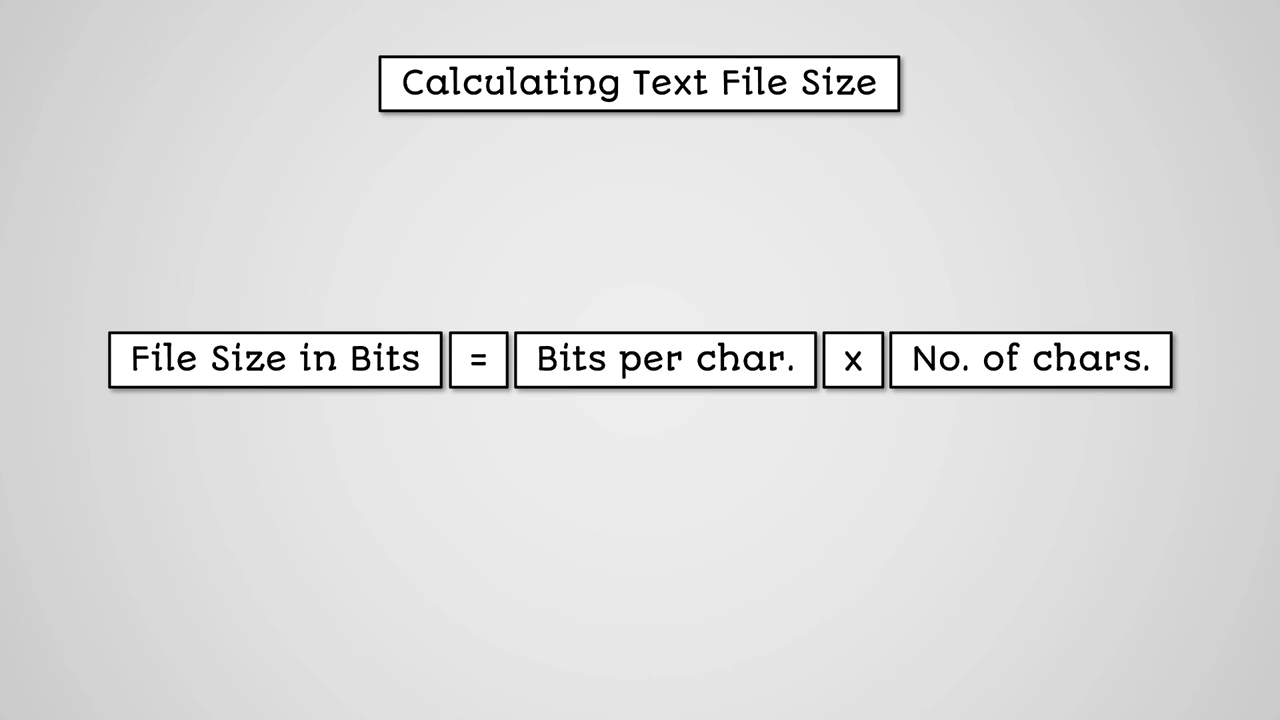 Calculating Text File Size
File Size in Bits = Bits per char. x No. of chars.